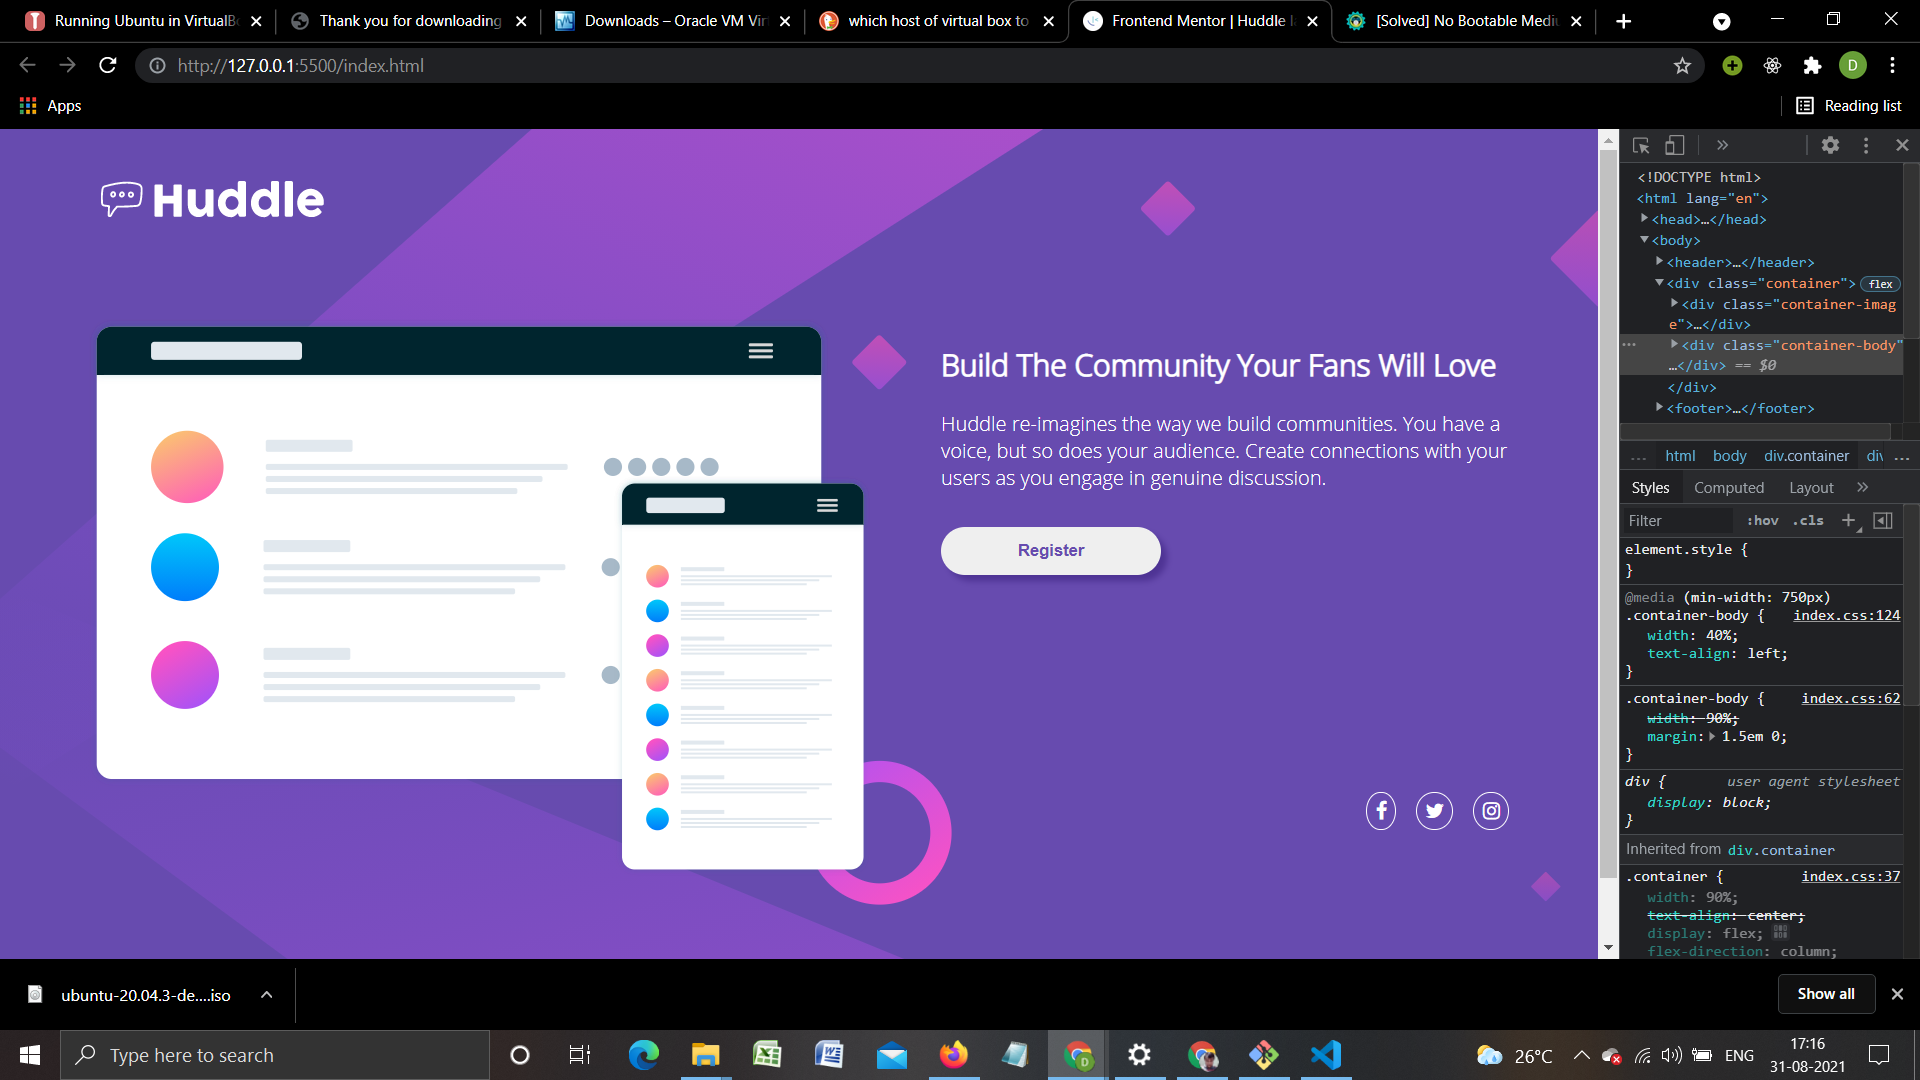 Running Ubuntu in VirtualB
Thank you for downloading
Downloads – Oracle VM Vir
which host of virtual box to
Frontend Mentor | Huddle la
[Solved] No Bootable Mediu
http://127.0.0.1:5500/index.html
D
Apps
Reading list
Huddle
Build The Community Your Fans Will Love
Huddle re-imagines the way we build communities. You have a
voice, but so does your audience. Create connections with your
users as you engage in genuine discussion.
Register
<!DOCTYPE html>
<html lang="en">
<head>…</head>
<body>
<header>…</header>
<div class="container"> flex
<div class="container-imag
e">…</div>
<div class="container-body"
…</div> == $0
</div>
<footer>…</footer>
… html body div.container div …
Styles Computed Layout »
Filter :hov .cls +
element.style {
}
@media (min-width: 750px)
.container-body { index.css:124
width: 40%;
text-align: left;
}
.container-body { index.css:62
width: 90%;
margin: 1.5em 0;
}
div { user agent stylesheet
display: block;
}
Inherited from div.container
.container { index.css:37
width: 90%;
text-align: center;
display: flex;
flex-direction: column;
ubuntu-20.04.3-de....iso
Show all
Type here to search
26°C
ENG
17:16
31-08-2021